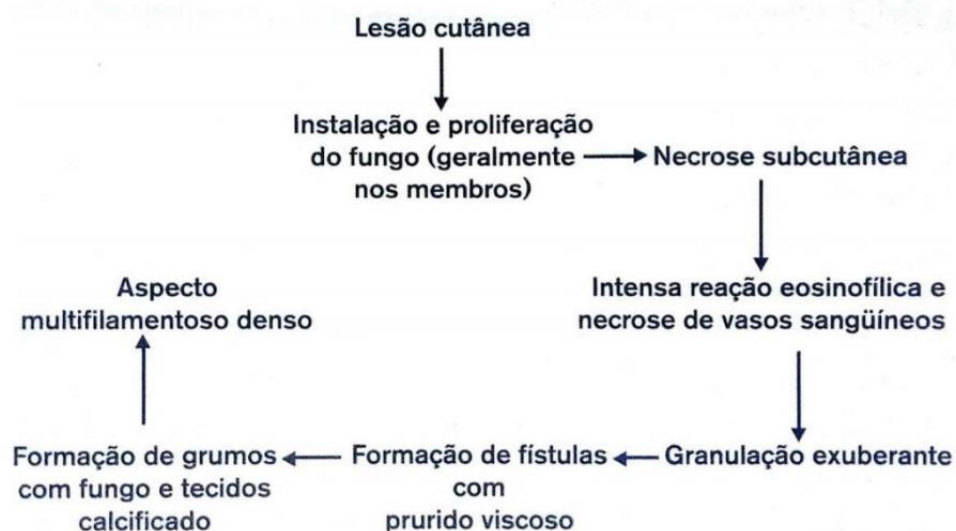 Lesão cutânea
Instalação e proliferação
do fungo (geralmente
nos membros)
Necrose subcutânea
Intensa reação eosinofílica e
necrose de vasos sangüíneos
Granulação exuberante
Formação de fístulas
com
prurido viscoso
Formação de grumos
com fungo e tecidos
calcificado
Aspecto
multifilamentoso denso